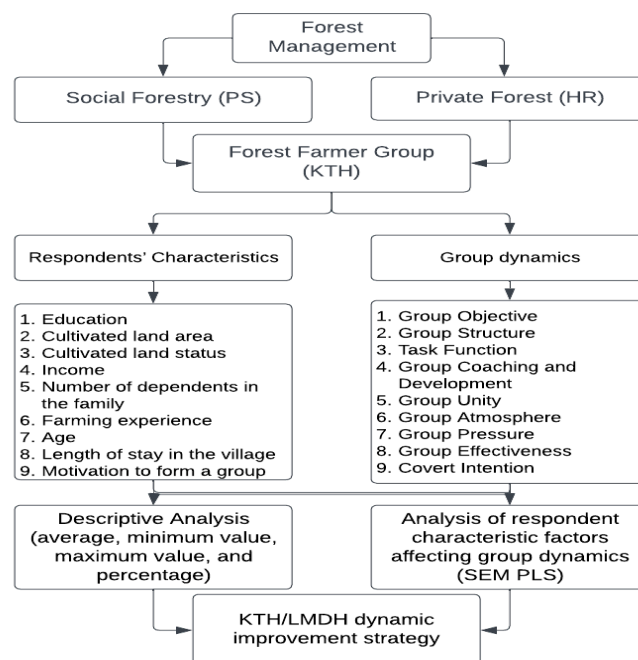 Forest
Management
Social Forestry (PS)
Private Forest (HR)
Forest Farmer Group
(KTH)
Respondents' Characteristics
Group dynamics
1. Education
2. Cultivated land area
3. Cultivated land status
4. Income
5. Number of dependents in
the family
6. Farming experience
7. Age
8. Length of stay in the village
9. Motivation to form a group
1. Group Objective
2. Group Structure
3. Task Function
4. Group Coaching and
Development
5. Group Unity
6. Group Atmosphere
7. Group Pressure
8. Group Effectiveness
9. Covert Intention
Descriptive Analysis
(average, minimum value,
maximum value, and
percentage)
Analysis of respondent
characteristic factors
affecting group dynamics
(SEM PLS)
KTH/LMDH dynamic
improvement strategy